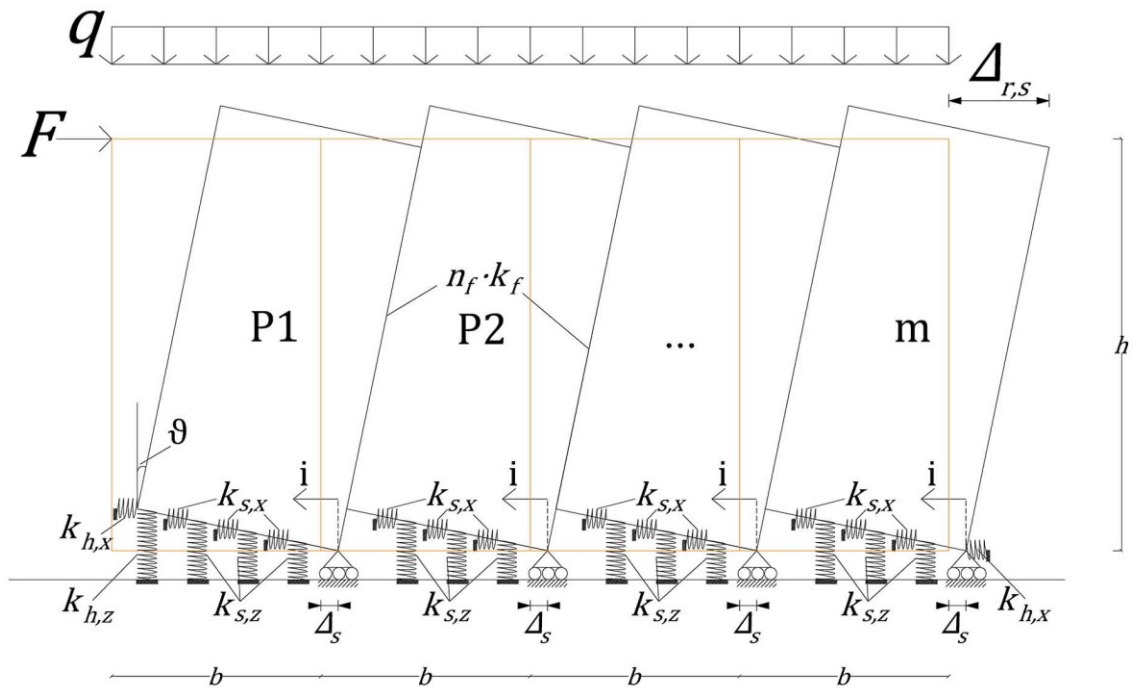 q
Δr,s
F
nf·kf
P1
P2
...
m
h
ϑ
i
i
i
i
ks,x
ks,x
ks,x
ks,x
kh,x
kh,z
ks,z
ks,z
ks,z
ks,z
kh,x
Δs
Δs
Δs
Δs
b
b
b
b